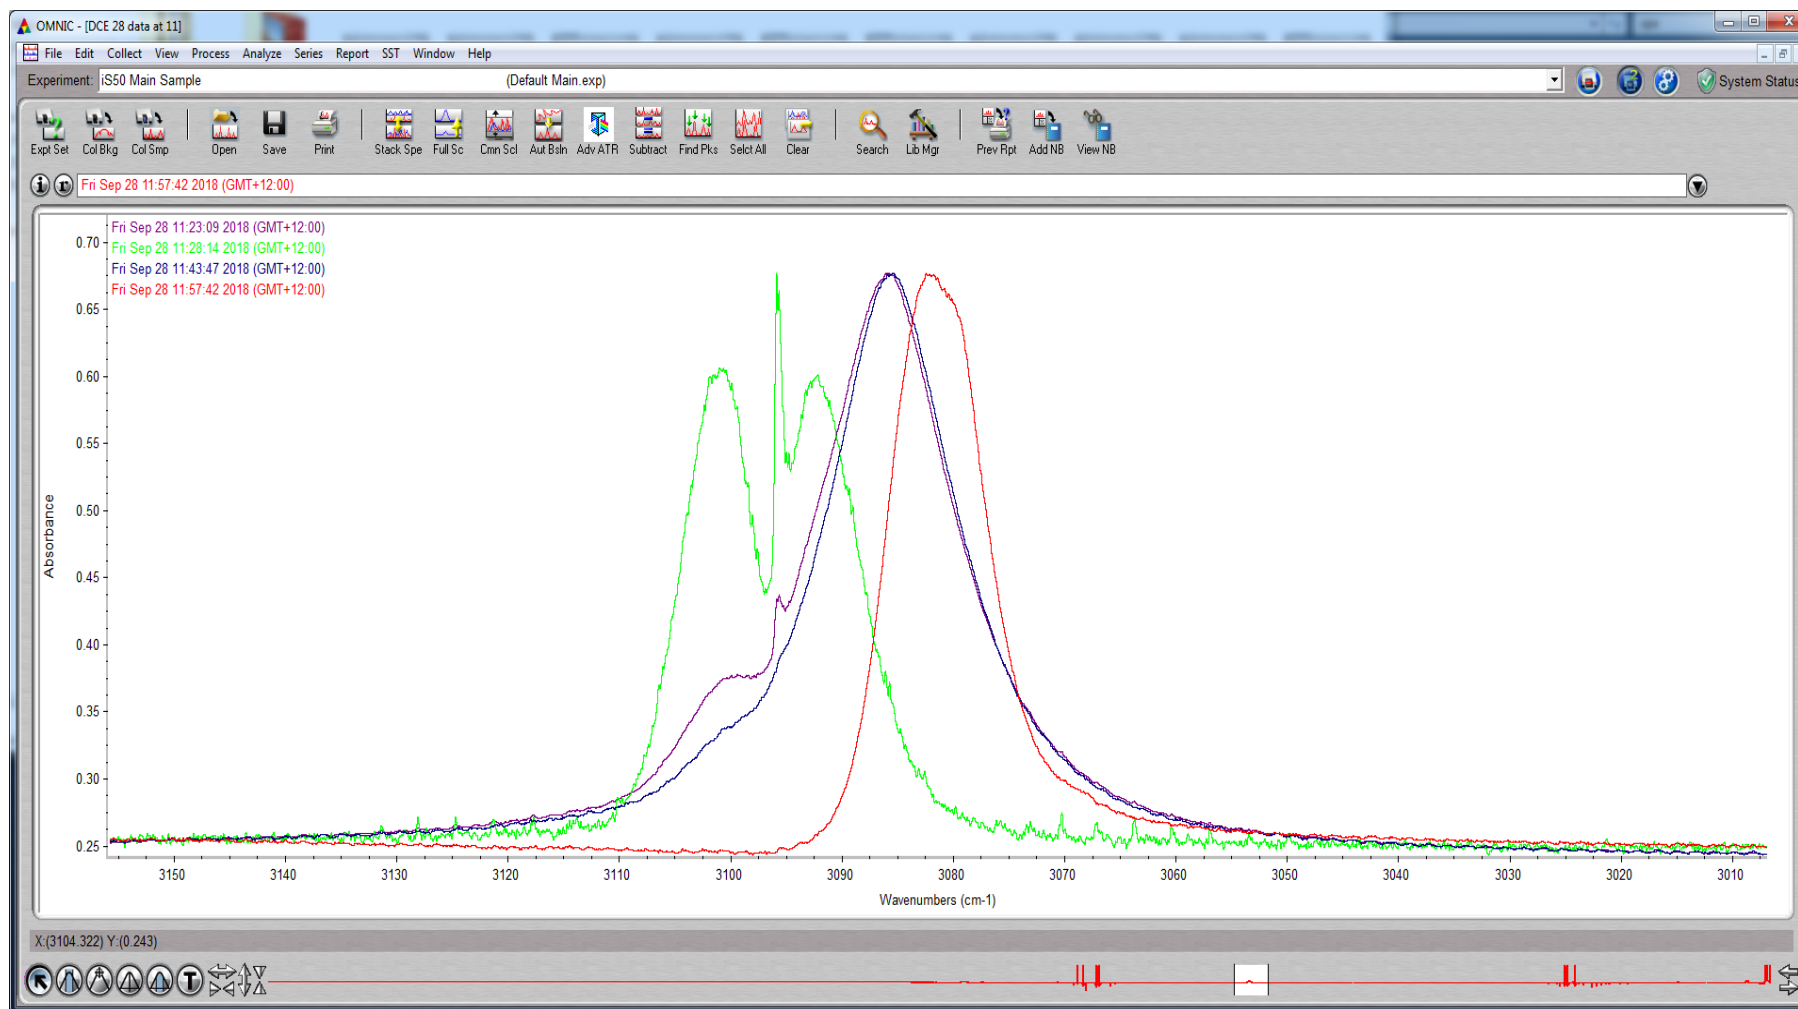 OMNIC - [DCE 28 data at 11]
File Edit Collect View Process Analyze Series Report SST Window Help
Experiment: iS50 Main Sample (Default Main.exp) System Status
Expt Set Col Bkg Col Smp Open Save Print Stack Spe Full Sc Cmn Scl Aut Bsln Adv ATR Subtract Find Pks Selct All Clear Search Lib Mgr Prev Rpt Add NB View NB
i r Fri Sep 28 11:57:42 2018 (GMT+12:00)
Fri Sep 28 11:23:09 2018 (GMT+12:00)
Fri Sep 28 11:28:14 2018 (GMT+12:00)
Fri Sep 28 11:43:47 2018 (GMT+12:00)
Fri Sep 28 11:57:42 2018 (GMT+12:00)
0.70
0.65
0.60
0.55
0.50
0.45
0.40
0.35
0.30
0.25
Absorbance
3150 3140 3130 3120 3110 3100 3090 3080 3070 3060 3050 3040 3030 3020 3010
Wavenumbers (cm-1)
X:(3104.322) Y:(0.243)
T